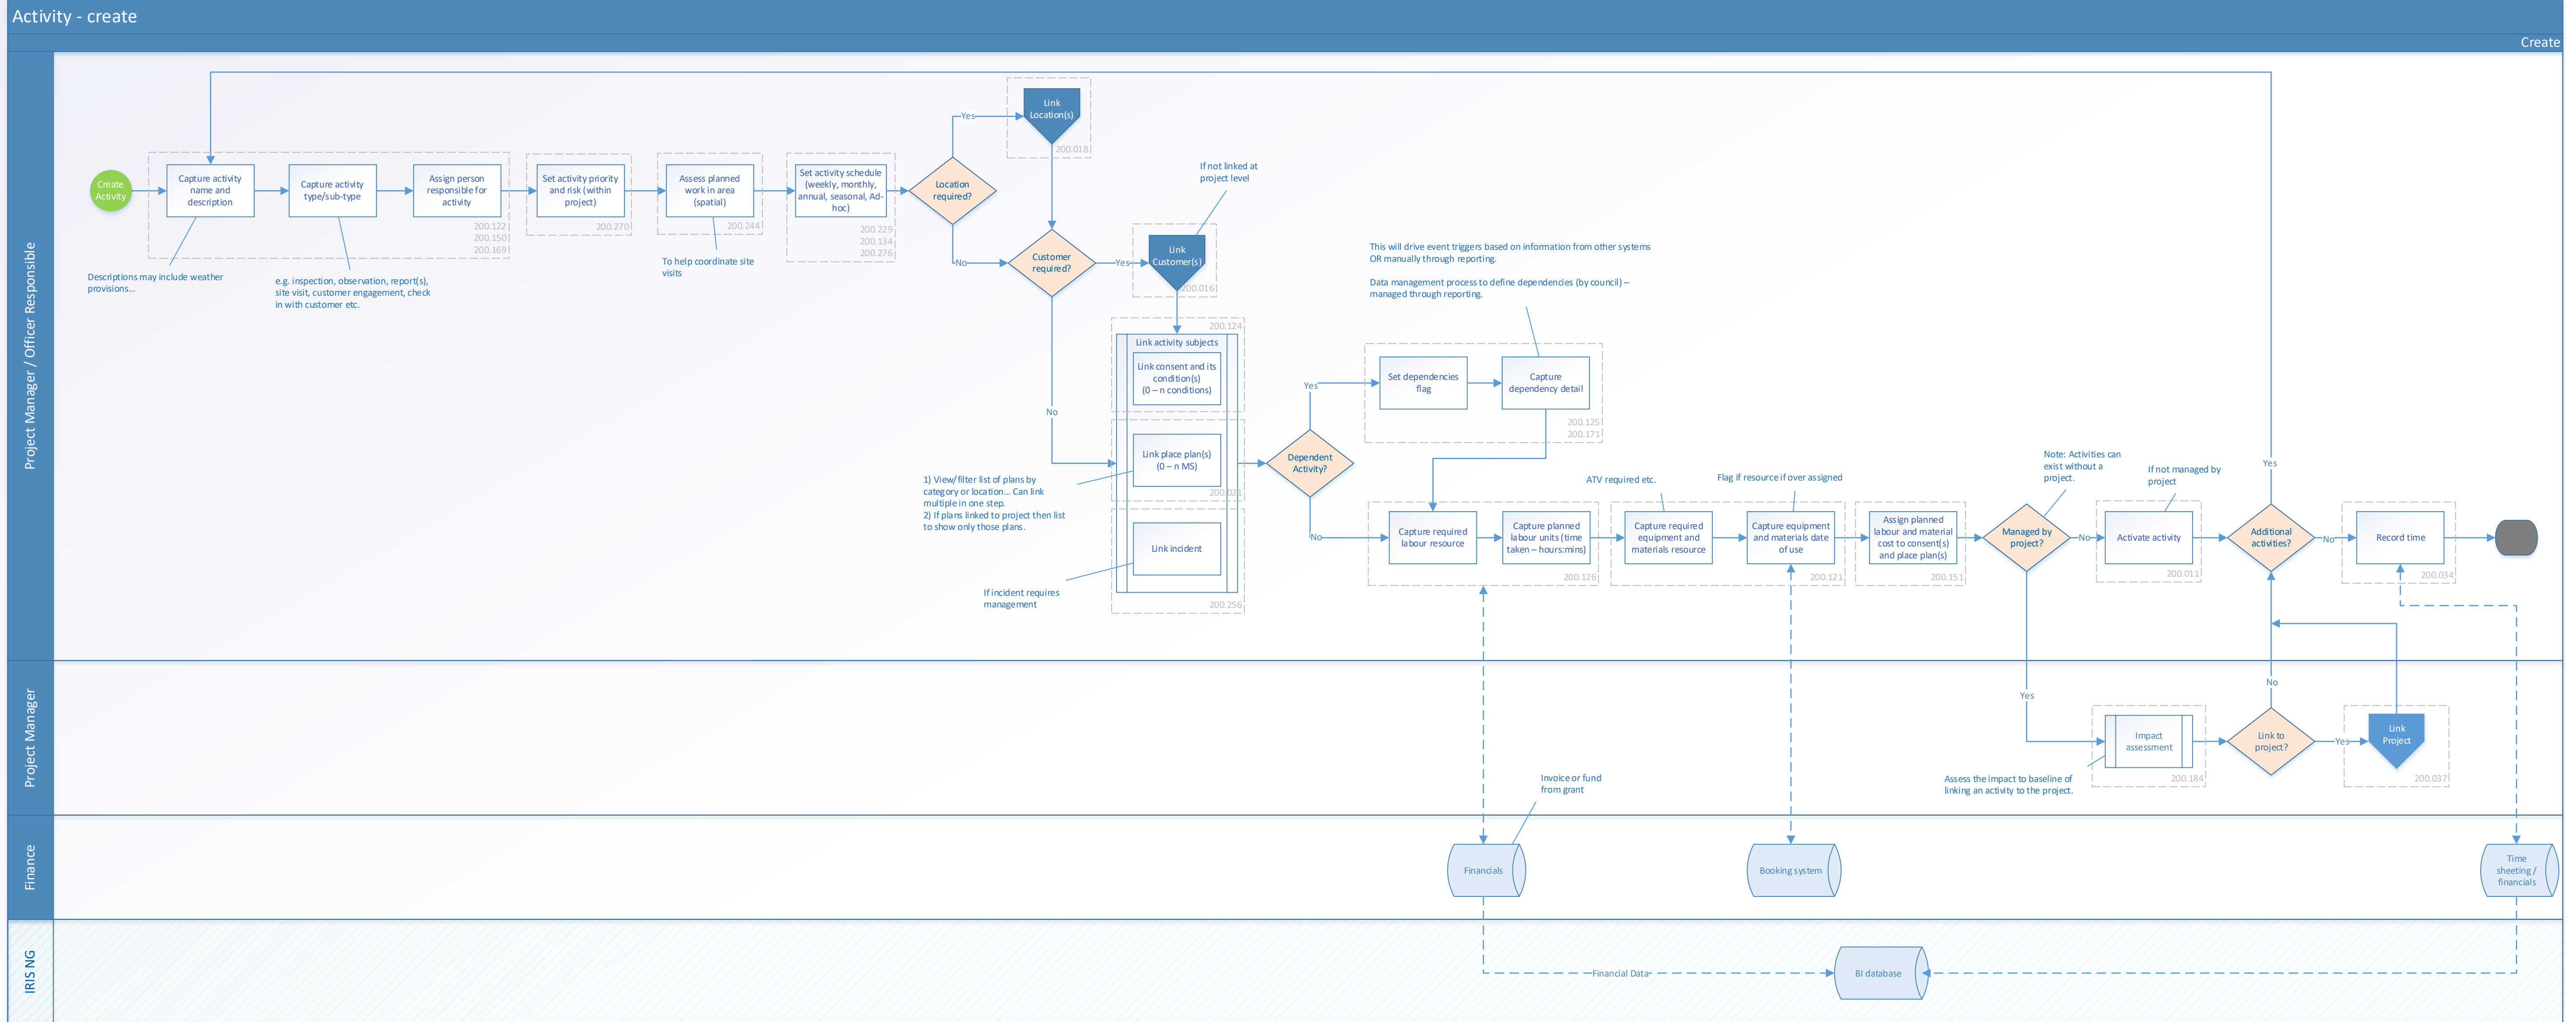 Activity - create
Create
Project Manager / Officer Responsible
Create
Activity
Capture activity
name and
description
Capture activity
type/sub-type
Assign person
responsible for
activity
200.122
200.150
200.169
Descriptions may include weather
provisions...
e.g. inspection, observation, report(s),
site visit, customer engagement, check
in with customer etc.
Set activity priority
and risk (within
project)
200.270
Assess planned
work in area
(spatial)
200.244
To help coordinate site
visits
Set activity schedule
(weekly, monthly,
annual, seasonal, Ad-
hoc)
200.229
200.134
200.276
Location
required?
Yes
No
Link
Location(s)
200.018
Customer
required?
Yes
No
If not linked at
project level
Link
Customer(s)
200.016
200.124
Link activity subjects
Link consent and its
condition(s)
(0 – n conditions)
Link place plan(s)
(0 – n MS)
200.021
1) View/filter list of plans by
category or location... Can link
multiple in one step.
2) If plans linked to project then list
to show only those plans.
Link incident
If incident requires
management
200.256
Dependent
Activity?
Yes
No
This will drive event triggers based on information from other systems
OR manually through reporting.
Data management process to define dependencies (by council) –
managed through reporting.
Set dependencies
flag
Capture
dependency detail
200.125
200.171
Capture required
labour resource
Capture planned
labour units (time
taken – hours:mins)
200.126
ATV required etc.
Capture required
equipment and
materials resource
Flag if resource if over assigned
Capture equipment
and materials date
of use
200.121
Assign planned
labour and material
cost to consent(s)
and place plan(s)
200.151
Note: Activities can
exist without a
project.
Managed by
project?
No
Yes
If not managed by
project
Activate activity
200.011
Additional
activities?
Yes
No
Record time
200.034
Project Manager
Impact
assessment
200.184
Assess the impact to baseline of
linking an activity to the project.
Link to
project?
No
Yes
Link
Project
200.037
Finance
Invoice or fund
from grant
Financials
Booking system
Time
sheeting /
financials
IRIS NG
Financial Data
BI database